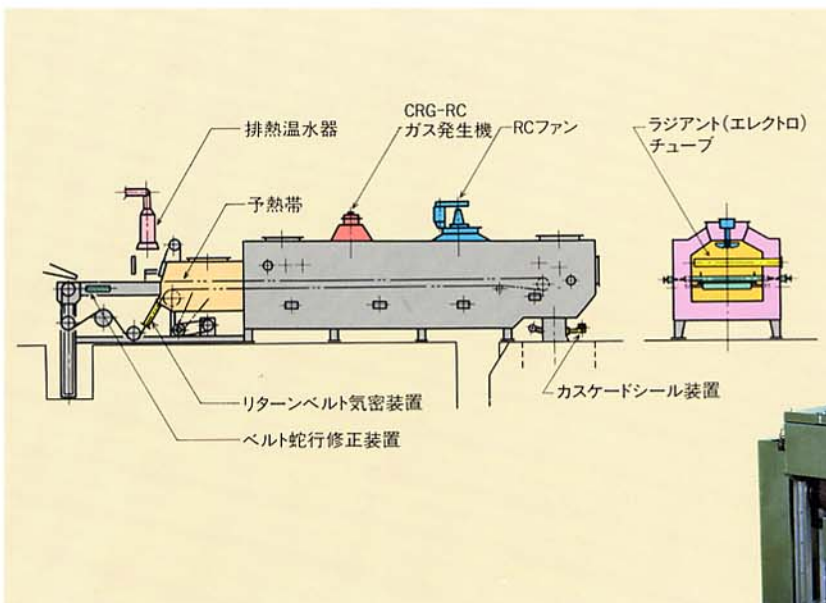 CRG-RC
ガス発生機
排熱温水器
RCファン
ラジアント(エレクトロ)
チューブ
予熱帯
リターンベルト気密装置
カスケードシール装置
ベルト蛇行修正装置